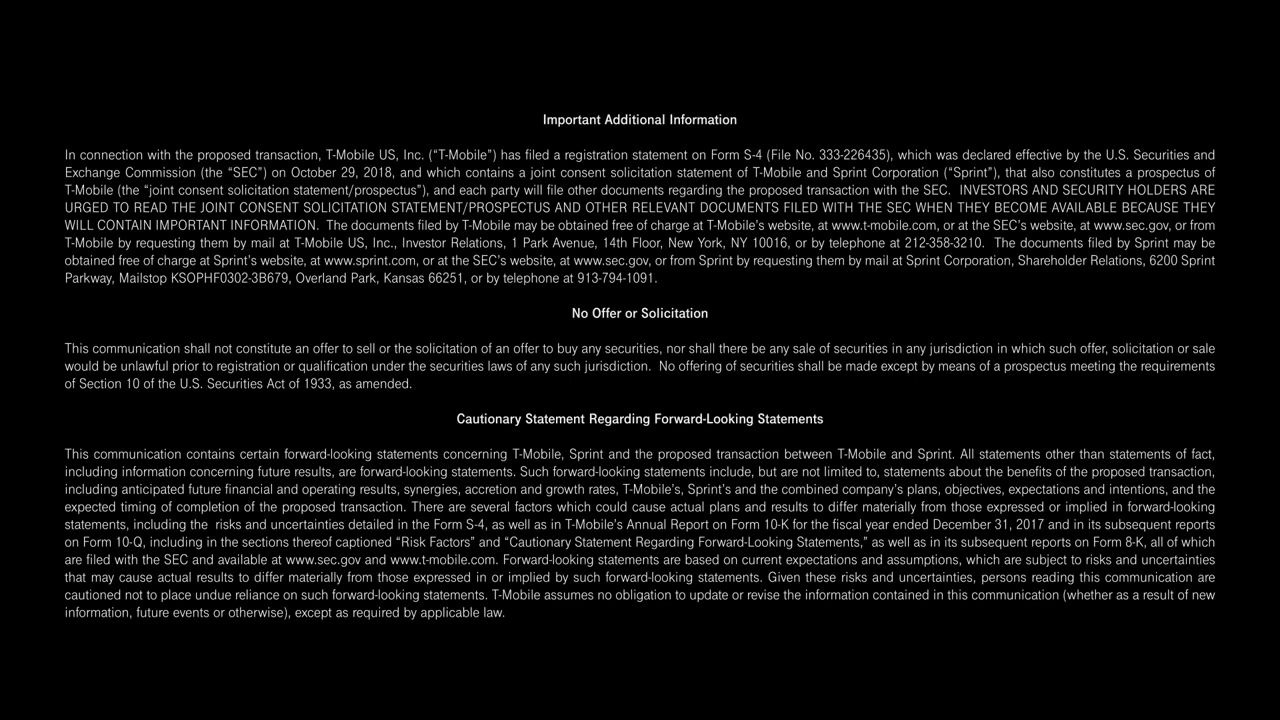 Important Additional Information
In connection with the proposed transaction, T-Mobile US, Inc. (“T-Mobile”) has filed a registration statement on Form S-4 (File No. 333-226435), which was declared effective by the U.S. Securities and
Exchange Commission (the “SEC”) on October 29, 2018, and which contains a joint consent solicitation statement of T-Mobile and Sprint Corporation (“Sprint”), that also constitutes a prospectus of
T-Mobile (the “joint consent solicitation statement/prospectus”), and each party will file other documents regarding the proposed transaction with the SEC.  INVESTORS AND SECURITY HOLDERS ARE
URGED TO READ THE JOINT CONSENT SOLICITATION STATEMENT/PROSPECTUS AND OTHER RELEVANT DOCUMENTS FILED WITH THE SEC WHEN THEY BECOME AVAILABLE BECAUSE THEY
WILL CONTAIN IMPORTANT INFORMATION.  The documents filed by T-Mobile may be obtained free of charge at T-Mobile’s website, at www.t-mobile.com, or at the SEC’s website, at www.sec.gov, or from
T-Mobile by requesting them by mail at T-Mobile US, Inc., Investor Relations, 1 Park Avenue, 14th Floor, New York, NY 10016, or by telephone at 212-358-3210.  The documents filed by Sprint may be
obtained free of charge at Sprint’s website, at www.sprint.com, or at the SEC’s website, at www.sec.gov, or from Sprint by requesting them by mail at Sprint Corporation, Shareholder Relations, 6200 Sprint
Parkway, Mailstop KSOPHF0302-3B679, Overland Park, Kansas 66251, or by telephone at 913-794-1091.
No Offer or Solicitation
This communication shall not constitute an offer to sell or the solicitation of an offer to buy any securities, nor shall there be any sale of securities in any jurisdiction in which such offer, solicitation or sale
would be unlawful prior to registration or qualification under the securities laws of any such jurisdiction.  No offering of securities shall be made except by means of a prospectus meeting the requirements
of Section 10 of the U.S. Securities Act of 1933, as amended.
Cautionary Statement Regarding Forward-Looking Statements
This communication contains certain forward-looking statements concerning T-Mobile, Sprint and the proposed transaction between T-Mobile and Sprint. All statements other than statements of fact,
including information concerning future results, are forward-looking statements. Such forward-looking statements include, but are not limited to, statements about the benefits of the proposed transaction,
including anticipated future financial and operating results, synergies, accretion and growth rates, T-Mobile’s, Sprint’s and the combined company’s plans, objectives, expectations and intentions, and the
expected timing of completion of the proposed transaction. There are several factors which could cause actual plans and results to differ materially from those expressed or implied in forward-looking
statements, including the  risks and uncertainties detailed in the Form S-4, as well as in T-Mobile’s Annual Report on Form 10-K for the fiscal year ended December 31, 2017 and in its subsequent reports
on Form 10-Q, including in the sections thereof captioned “Risk Factors” and “Cautionary Statement Regarding Forward-Looking Statements,” as well as in its subsequent reports on Form 8-K, all of which
are filed with the SEC and available at www.sec.gov and www.t-mobile.com. Forward-looking statements are based on current expectations and assumptions, which are subject to risks and uncertainties
that may cause actual results to differ materially from those expressed in or implied by such forward-looking statements. Given these risks and uncertainties, persons reading this communication are
cautioned not to place undue reliance on such forward-looking statements. T-Mobile assumes no obligation to update or revise the information contained in this communication (whether as a result of new
information, future events or otherwise), except as required by applicable law.